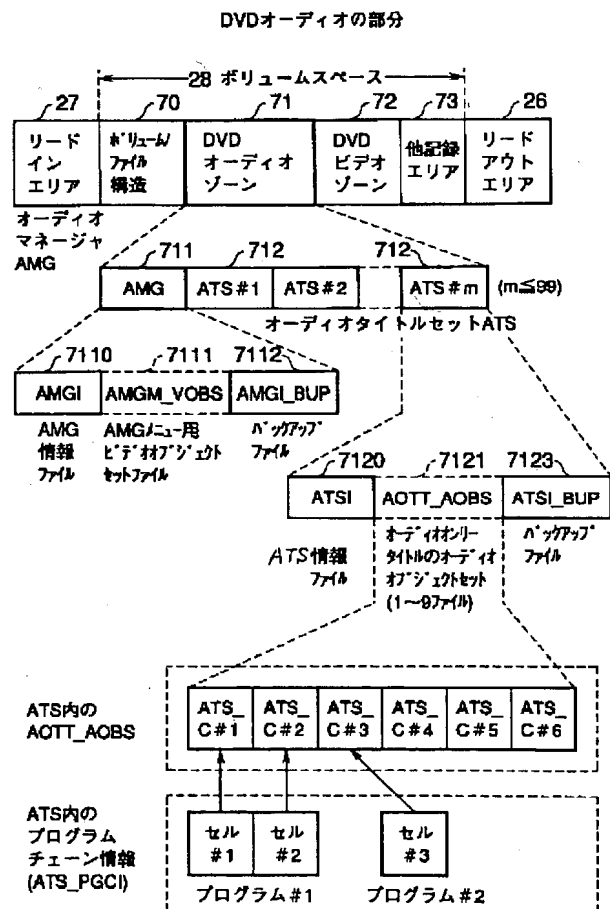 DVDオーディオの部分
28 ボリュームスペース
27 70 71 72 73 26
リード
イン
エリア
ボリューム/
ファイル
構造
DVD
オーディオ
ゾーン
DVD
ビデオ
ゾーン
他記録
エリア
リード
アウト
エリア
オーディオ
マネージャ
AMG
711 712 712
AMG ATS#1 ATS#2 ATS#m (m≦99)
オーディオタイトルセットATS
7110 7111 7112
AMGI AMGM_VOBS AMGI_BUP
AMG
情報
ファイル
AMGメニュー用
ビデオオブジェクト
セットファイル
バックアップ
ファイル
7120 7121 7123
ATSI AOTT_AOBS ATSI_BUP
ATS情報
ファイル
オーディオオンリー
タイトルのオーディオ
オブジェクトセット
(1～9ファイル)
バックアップ
ファイル
ATS内の
AOTT_AOBS
ATS_
C#1
ATS_
C#2
ATS_
C#3
ATS_
C#4
ATS_
C#5
ATS_
C#6
ATS内の
プログラム
チェーン情報
(ATS_PGCI)
セル
#1
セル
#2
セル
#3
プログラム#1 プログラム#2